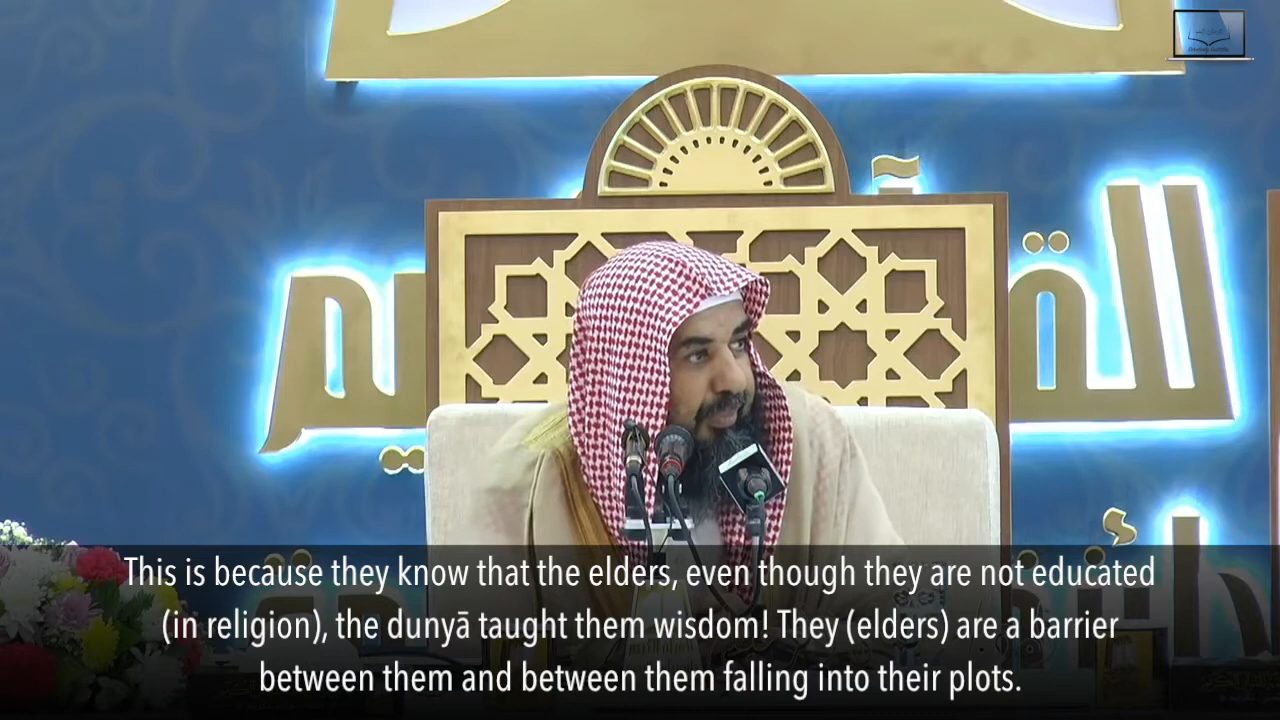 This is because they know that the elders, even though they are not educated
(in religion), the dunyā taught them wisdom! They (elders) are a barrier
between them and between them falling into their plots.